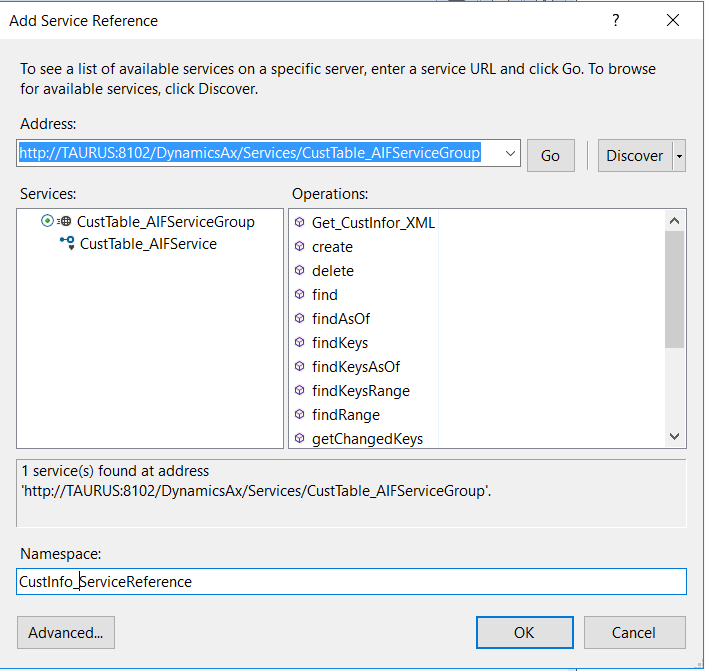 Add Service Reference
?
To see a list of available services on a specific server, enter a service URL and click Go. To browse
for available services, click Discover.
Address:
http://TAURUS:8102/DynamicsAx/Services/CustTable_AIFServiceGroup
Go
Discover
Services:
Operations:
CustTable_AIFServiceGroup
CustTable_AIFService
Get_CustInfor_XML
create
delete
find
findAsOf
findKeys
findKeysAsOf
findKeysRange
findRange
getChangedKeys
1 service(s) found at address
'http://TAURUS:8102/DynamicsAx/Services/CustTable_AIFServiceGroup'.
Namespace:
CustInfo_ServiceReference
Advanced...
OK
Cancel